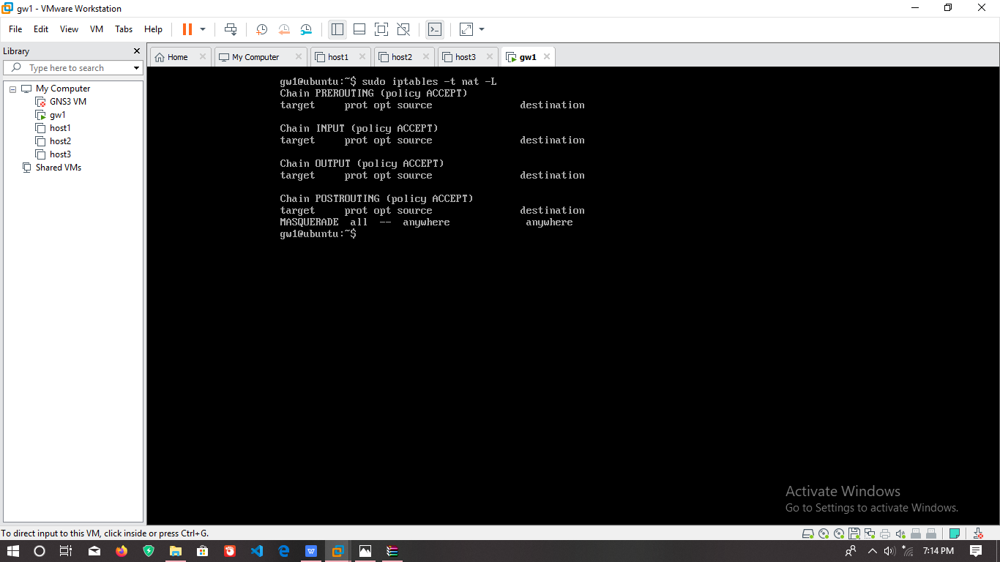 gw1 - VMware Workstation
File Edit View VM Tabs Help
Library
Type here to search
My Computer
GNS3 VM
gw1
host1
host2
host3
Shared VMs
Home My Computer host1 host2 host3 gw1
gw1@ubuntu:~$ sudo iptables -t nat -L
Chain PREROUTING (policy ACCEPT)
target prot opt source destination
Chain INPUT (policy ACCEPT)
target prot opt source destination
Chain OUTPUT (policy ACCEPT)
target prot opt source destination
Chain POSTROUTING (policy ACCEPT)
target prot opt source destination
MASQUERADE all -- anywhere anywhere
gw1@ubuntu:~$
Activate Windows
Go to Settings to activate Windows.
To direct input to this VM, click inside or press Ctrl+G.
7:14 PM